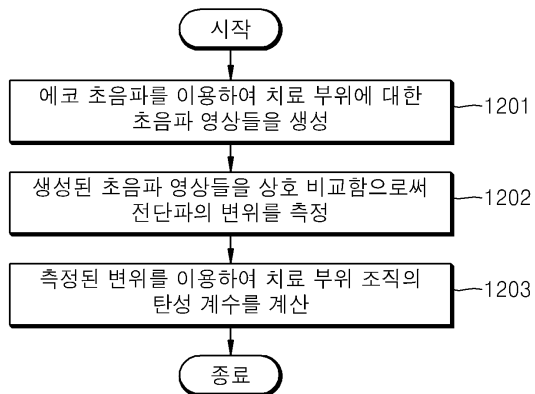 시작
에코 초음파를 이용하여 치료 부위에 대한
초음파 영상들을 생성
1201
생성된 초음파 영상들을 상호 비교함으로써
전단파의 변위를 측정
1202
측정된 변위를 이용하여 치료 부위 조직의
탄성 계수를 계산
1203
종료